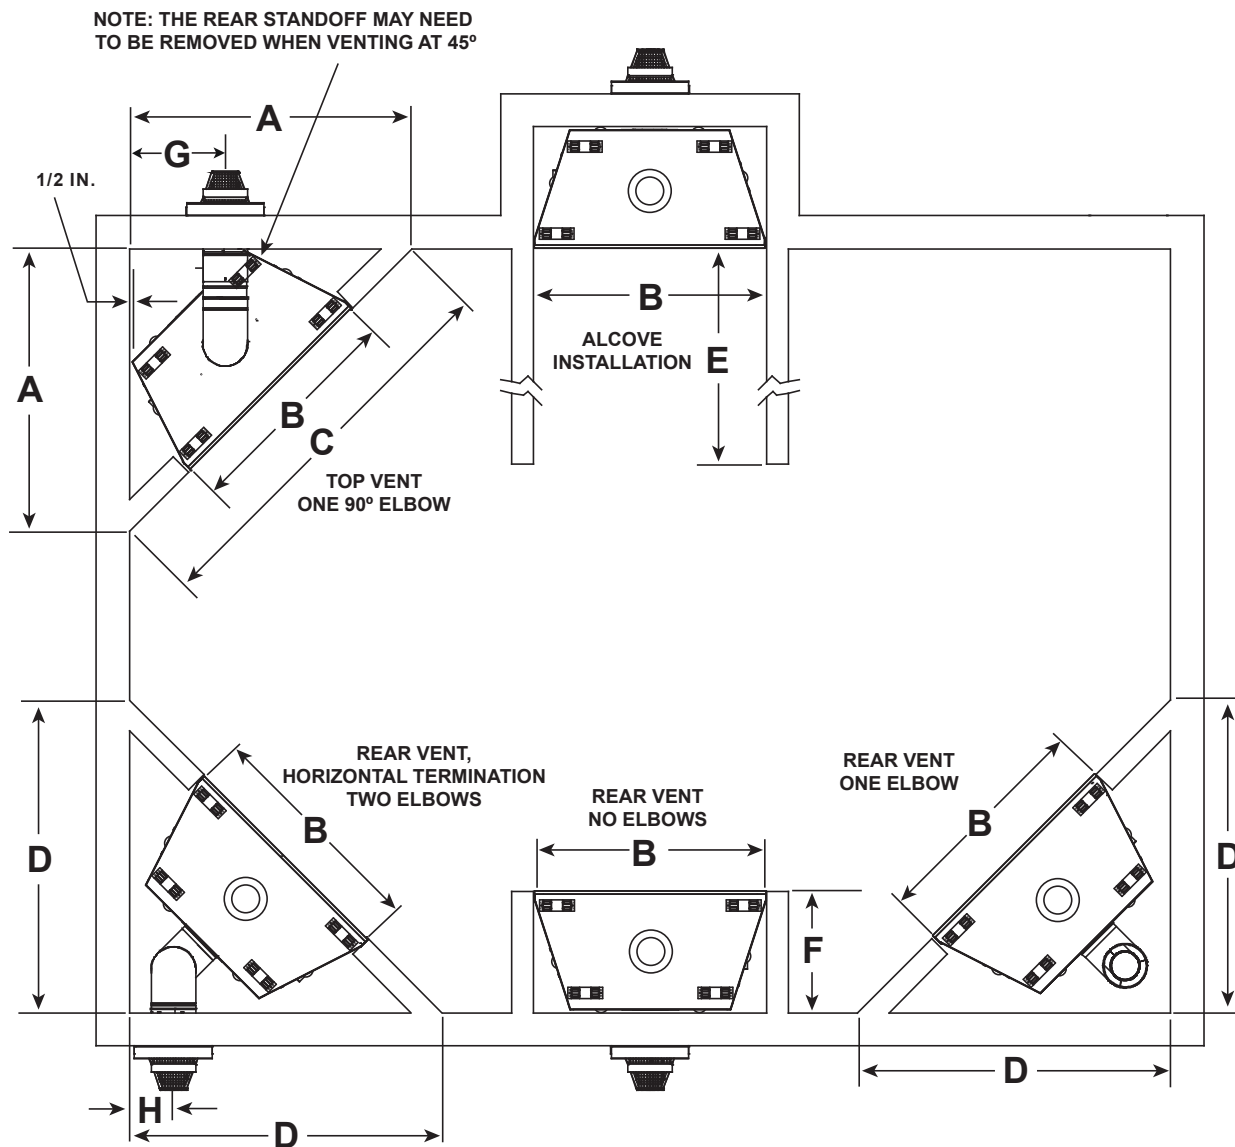 NOTE: THE REAR STANDOFF MAY NEED
TO BE REMOVED WHEN VENTING AT 45º
A
G
1/2 IN.
B
ALCOVE
INSTALLATION
E
A
B
C
TOP VENT
ONE 90º ELBOW
REAR VENT,
HORIZONTAL TERMINATION
TWO ELBOWS
REAR VENT
NO ELBOWS
REAR VENT
ONE ELBOW
B
B
B
D
D
F
D
H
D